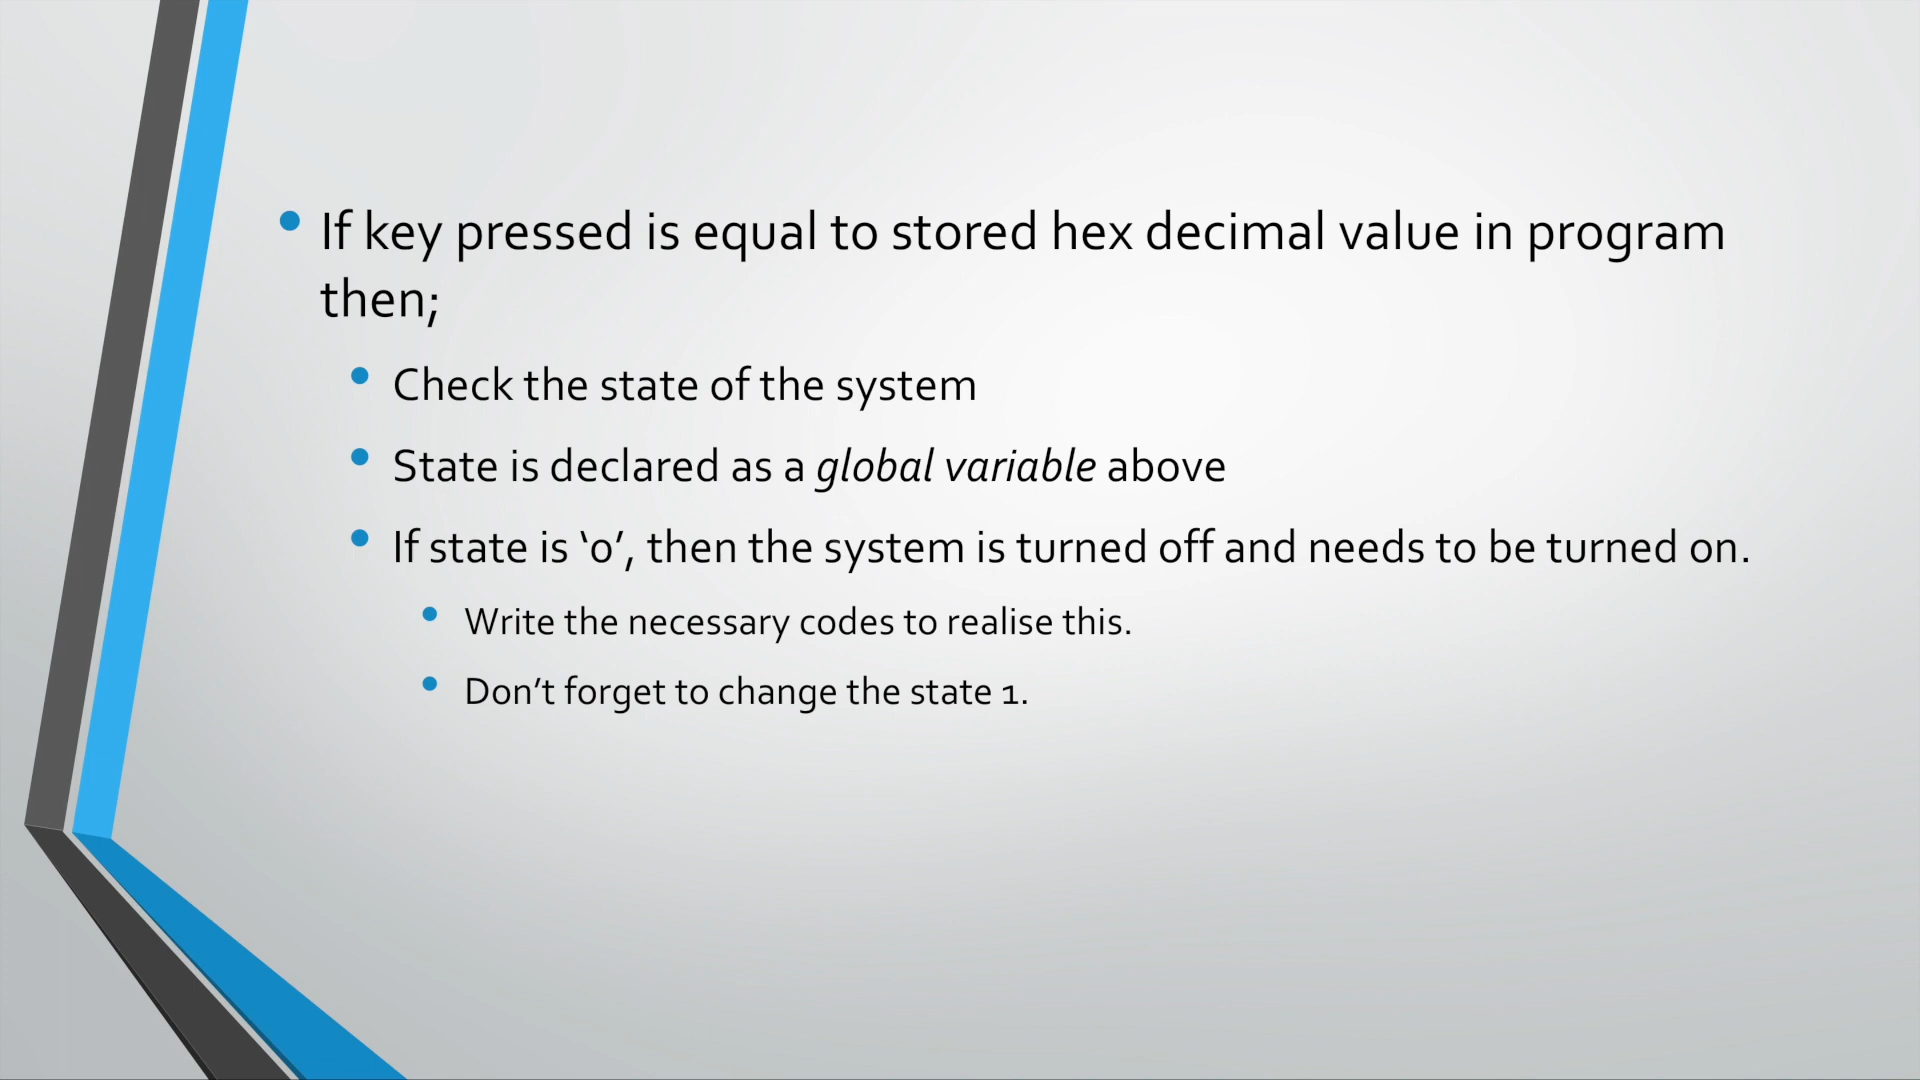 If key pressed is equal to stored hex decimal value in program
then;
Check the state of the system
State is declared as a global variable above
If state is ‘0’, then the system is turned off and needs to be turned on.
Write the necessary codes to realise this.
Don’t forget to change the state 1.